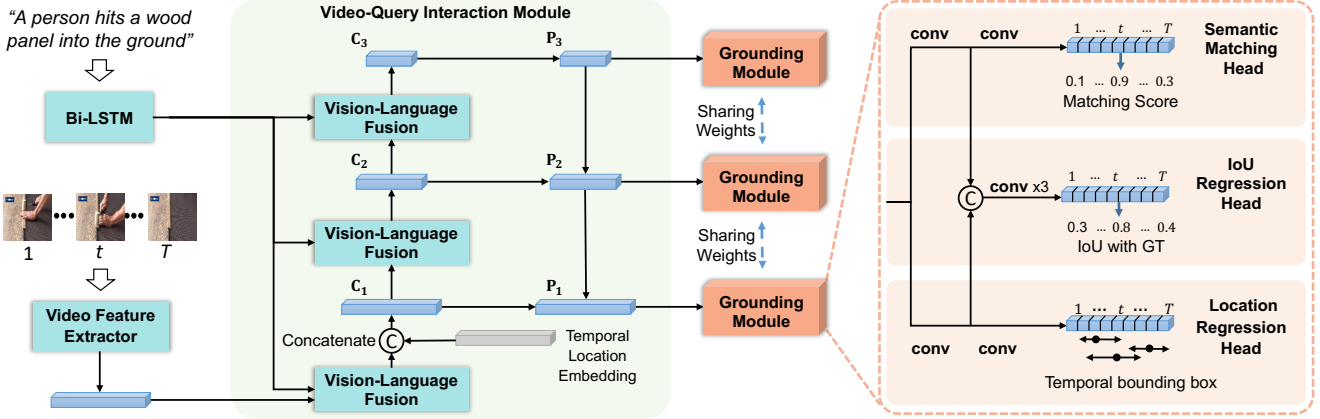 “A person hits a wood
panel into the ground”
Bi-LSTM
1
t
T
Video Feature
Extractor
Video-Query Interaction Module
C3
P3
Vision-Language
Fusion
C2
P2
Vision-Language
Fusion
C1
P1
Concatenate
C
Temporal
Location
Embedding
Vision-Language
Fusion
Grounding
Module
Sharing
Weights
Grounding
Module
Sharing
Weights
Grounding
Module
conv conv
1 ... t ... T
0.1 ... 0.9 ... 0.3
Matching Score
Semantic
Matching
Head
C
conv x3
1 ... t ... T
0.3 ... 0.8 ... 0.4
IoU with GT
IoU
Regression
Head
conv conv
1 ... t ... T
Temporal bounding box
Location
Regression
Head